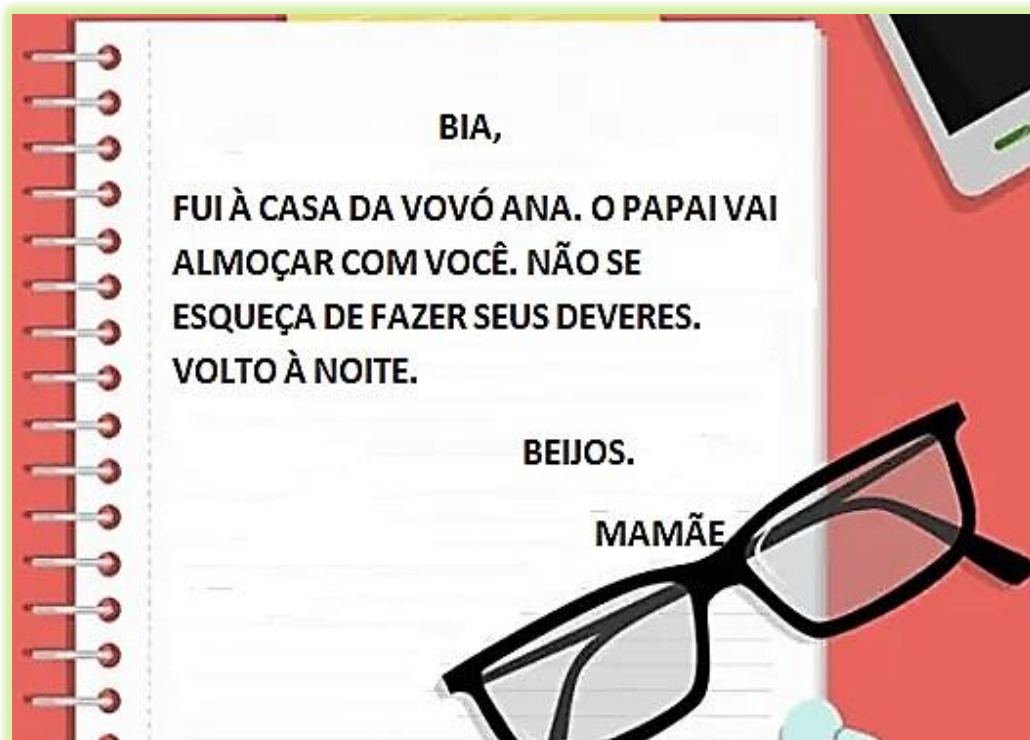 BIA,
FUI À CASA DA VOVÓ ANA. O PAPAI VAI
ALMOÇAR COM VOCÊ. NÃO SE
ESQUEÇA DE FAZER SEUS DEVERES.
VOLTO À NOITE.
BEIJOS.
MAMÃE